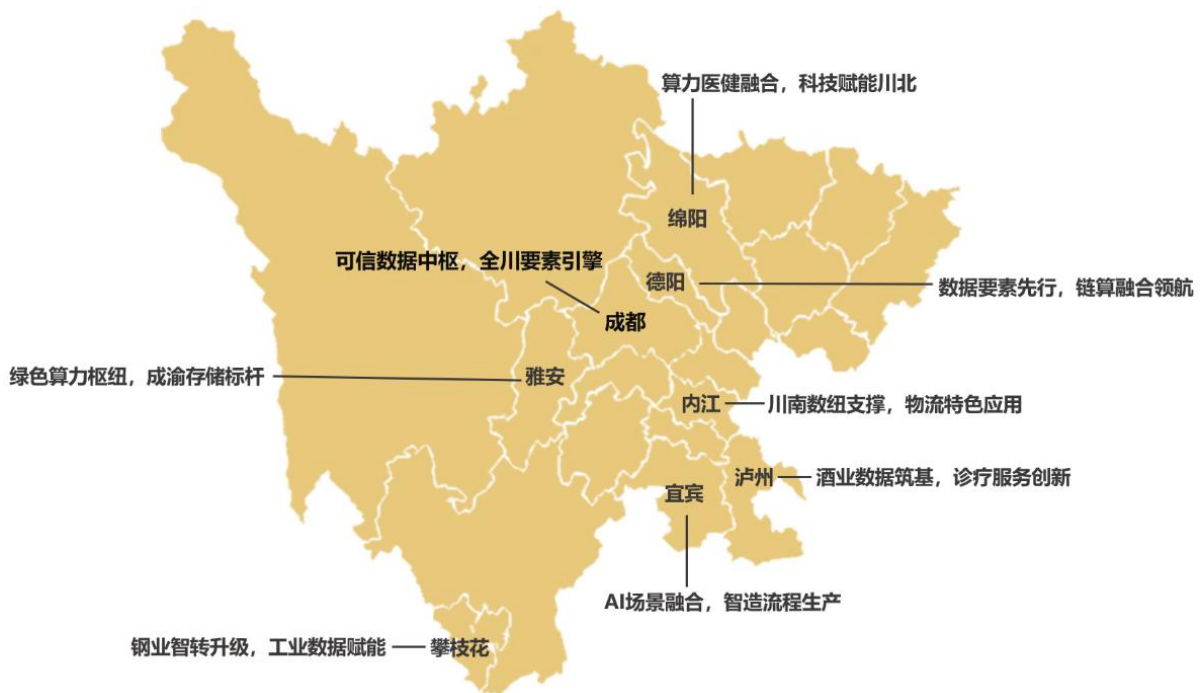 算力医健融合，科技赋能川北
绵阳
可信数据中枢，全川要素引擎
德阳
数据要素先行，链算融合领航
成都
绿色算力枢纽，成渝存储标杆
雅安
内江
川南数纽支撑，物流特色应用
泸州
酒业数据筑基，诊疗服务创新
宜宾
AI场景融合，智造流程生产
钢业智转升级，工业数据赋能
攀枝花